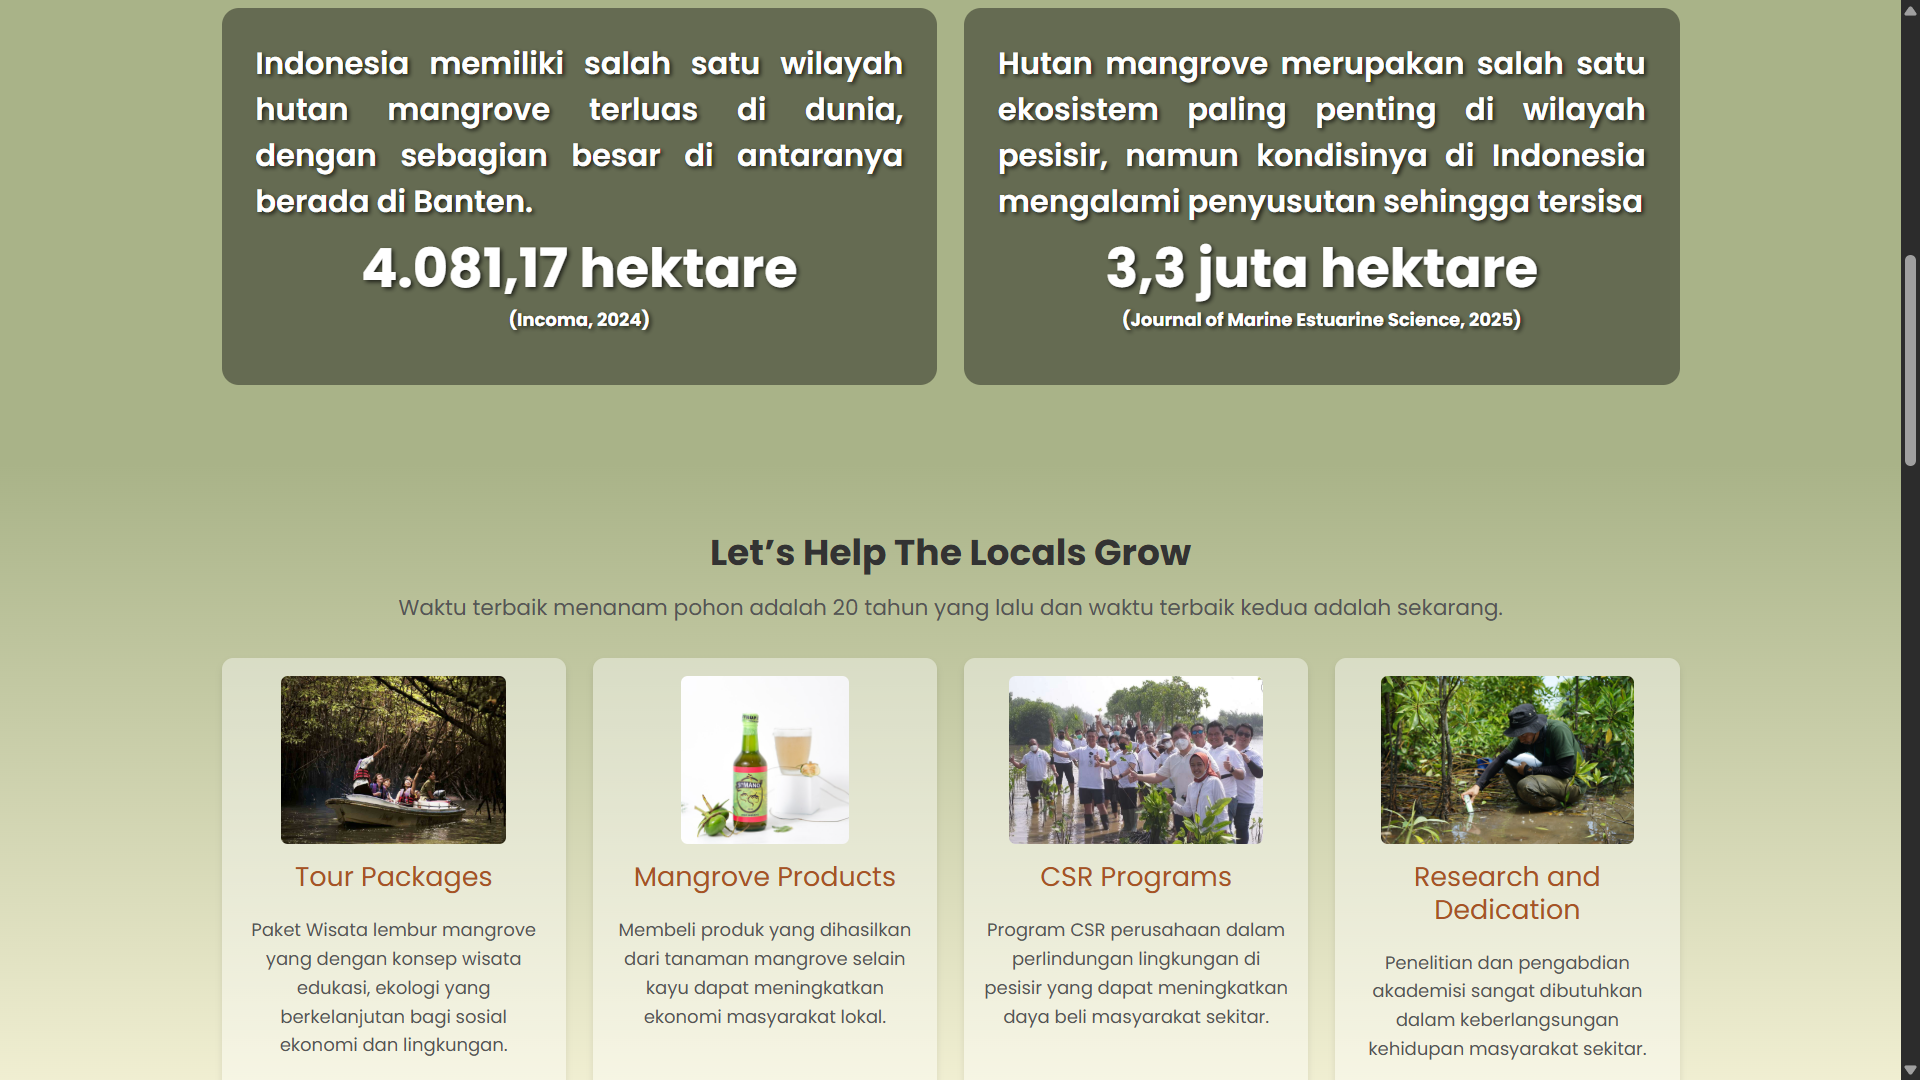 Indonesia memiliki salah satu wilayah
hutan mangrove terluas di dunia,
dengan sebagian besar di antaranya
berada di Banten.
4.081,17 hektare
(Incoma, 2024)
Hutan mangrove merupakan salah satu
ekosistem paling penting di wilayah
pesisir, namun kondisinya di Indonesia
mengalami penyusutan sehingga tersisa
3,3 juta hektare
(Journal of Marine Estuarine Science, 2025)
Let’s Help The Locals Grow
Waktu terbaik menanam pohon adalah 20 tahun yang lalu dan waktu terbaik kedua adalah sekarang.
Tour Packages
Paket Wisata lembur mangrove
yang dengan konsep wisata
edukasi, ekologi yang
berkelanjutan bagi sosial
ekonomi dan lingkungan.
Mangrove Products
Membeli produk yang dihasilkan
dari tanaman mangrove selain
kayu dapat meningkatkan
ekonomi masyarakat lokal.
CSR Programs
Program CSR perusahaan dalam
perlindungan lingkungan di
pesisir yang dapat meningkatkan
daya beli masyarakat sekitar.
Research and
Dedication
Penelitian dan pengabdian
akademisi sangat dibutuhkan
dalam keberlangsungan
kehidupan masyarakat sekitar.